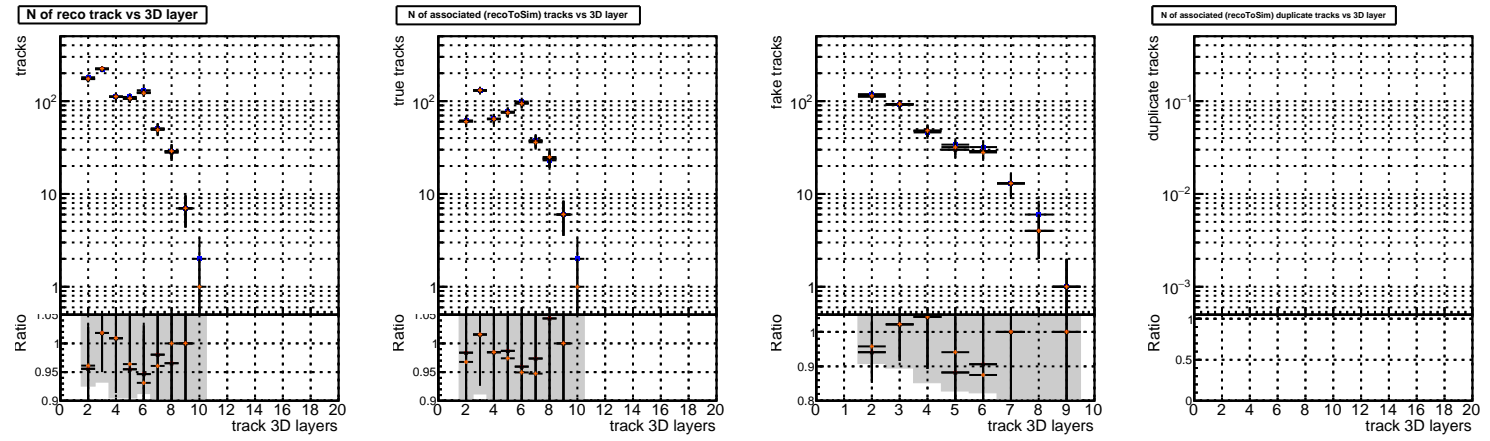 N of reco track vs 3D layer
tracks
10²
10
1
Ratio
1.05
1
0.95
0.9
0 2 4 6 8 10 12 14 16 18 20
track 3D layers
N of associated (recoToSim) tracks vs 3D layer
true tracks
10²
10
1
Ratio
1.05
1
0.95
0.9
0 2 4 6 8 10 12 14 16 18 20
track 3D layers
fake tracks
10²
10
1
Ratio
1
0.9
0.8
0 1 2 3 4 5 6 7 8 9 10
track 3D layers
N of associated (recoToSim) duplicate tracks vs 3D layer
duplicate tracks
10⁻¹
10⁻²
10⁻³
Ratio
1
0.5
0
0 2 4 6 8 10 12 14 16 18 20
track 3D layers